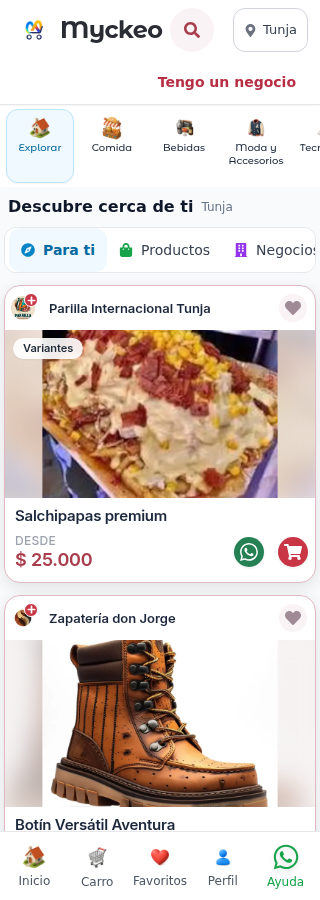 Myckeo
Tunja
Tengo un negocio
Explorar
Comida
Bebidas
Moda y
Accesorios
Descubre cerca de ti Tunja
Para ti
Productos
Negocios
Parilla Internacional Tunja
Variantes
Salchipapas premium
DESDE
$ 25.000
Zapatería don Jorge
Botín Versátil Aventura
Inicio
Carro
Favoritos
Perfil
Ayuda